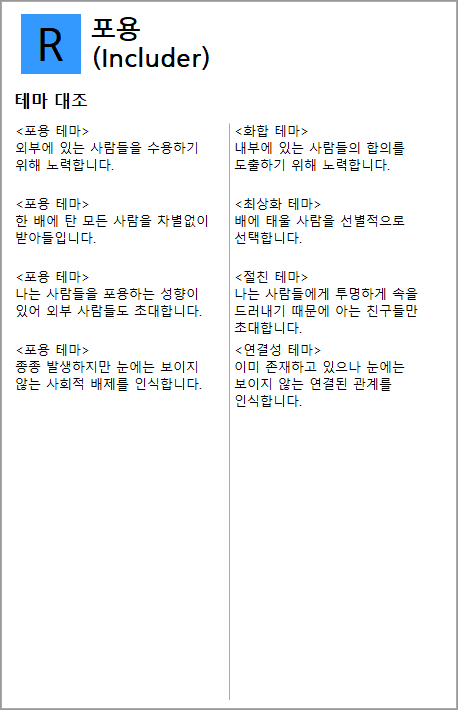 R
포용
(Includer)
테마 대조
<포용 테마>
외부에 있는 사람들을 수용하기
위해 노력합니다.
<화합 테마>
내부에 있는 사람들의 합의를
도출하기 위해 노력합니다.
<포용 테마>
한 배에 탄 모든 사람을 차별없이
받아들입니다.
<최상화 테마>
배에 태울 사람을 선별적으로
선택합니다.
<포용 테마>
나는 사람들을 포용하는 성향이
있어 외부 사람들도 초대합니다.
<절친 테마>
나는 사람들에게 투명하게 속을
드러내기 때문에 아는 친구들만
초대합니다.
<포용 테마>
종종 발생하지만 눈에는 보이지
않는 사회적 배제를 인식합니다.
<연결성 테마>
이미 존재하고 있으나 눈에는
보이지 않는 연결된 관계를
인식합니다.